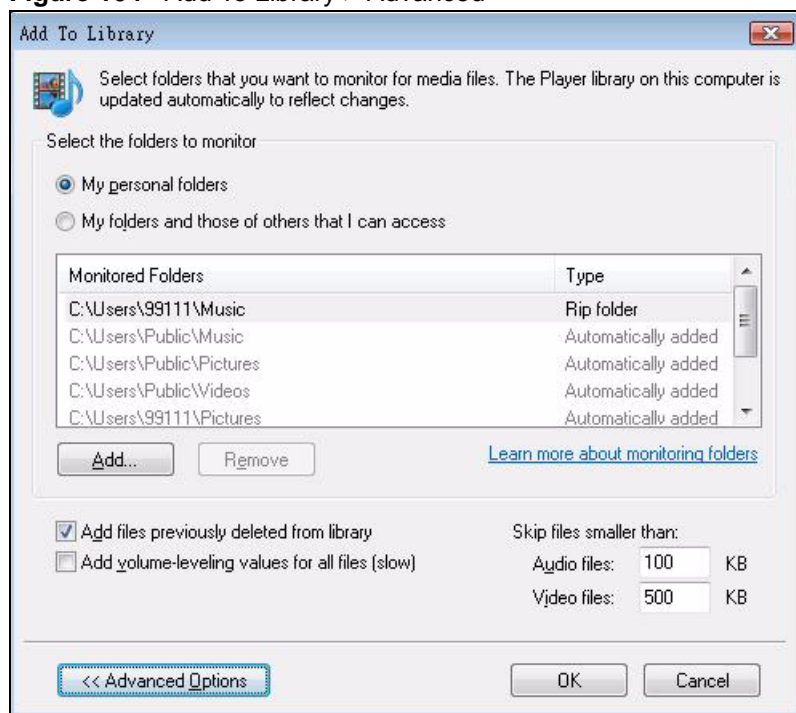 Add To Library
Select folders that you want to monitor for media files. The Player library on this computer is
updated automatically to reflect changes.
Select the folders to monitor
My personal folders
My folders and those of others that I can access
Monitored Folders Type
C:\Users\99111\Music Rip folder
C:\Users\Public\Music Automatically added
C:\Users\Public\Pictures Automatically added
C:\Users\Public\Videos Automatically added
C:\Users\99111\Pictures Automatically added
Add... Remove Learn more about monitoring folders
Add files previously deleted from library Skip files smaller than:
Add volume-leveling values for all files (slow) Audio files: 100 KB
Video files: 500 KB
<< Advanced Options OK Cancel